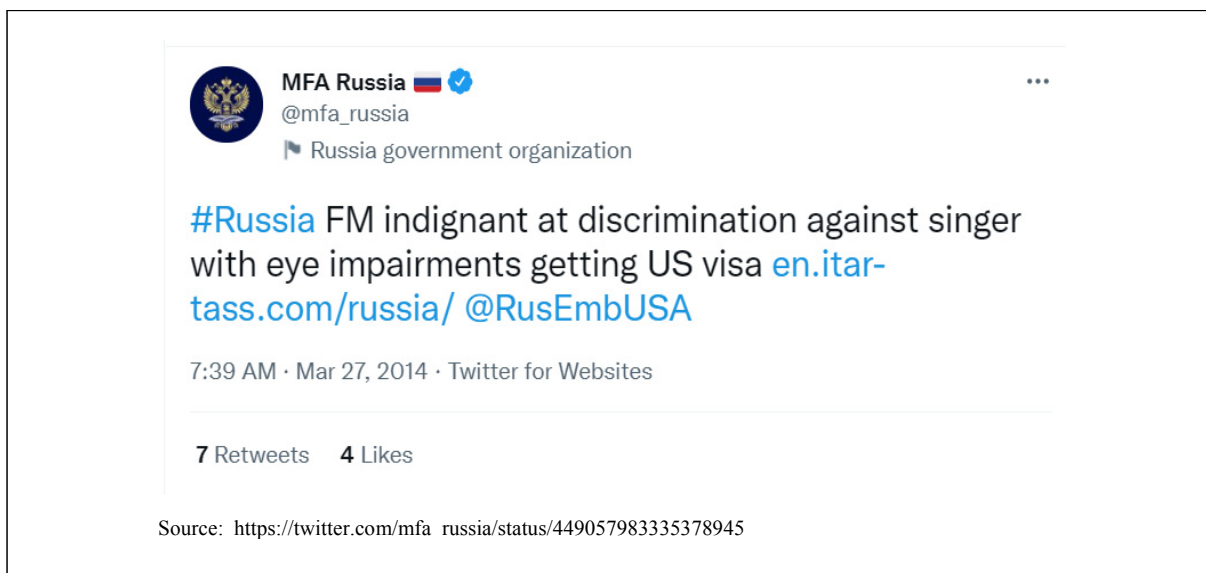 MFA Russia
@mfa_russia
Russia government organization
#Russia FM indignant at discrimination against singer
with eye impairments getting US visa en.itar-
tass.com/russia/ @RusEmbUSA
7:39 AM · Mar 27, 2014 · Twitter for Websites
7 Retweets 4 Likes
Source: https://twitter.com/mfa russia/status/449057983335378945